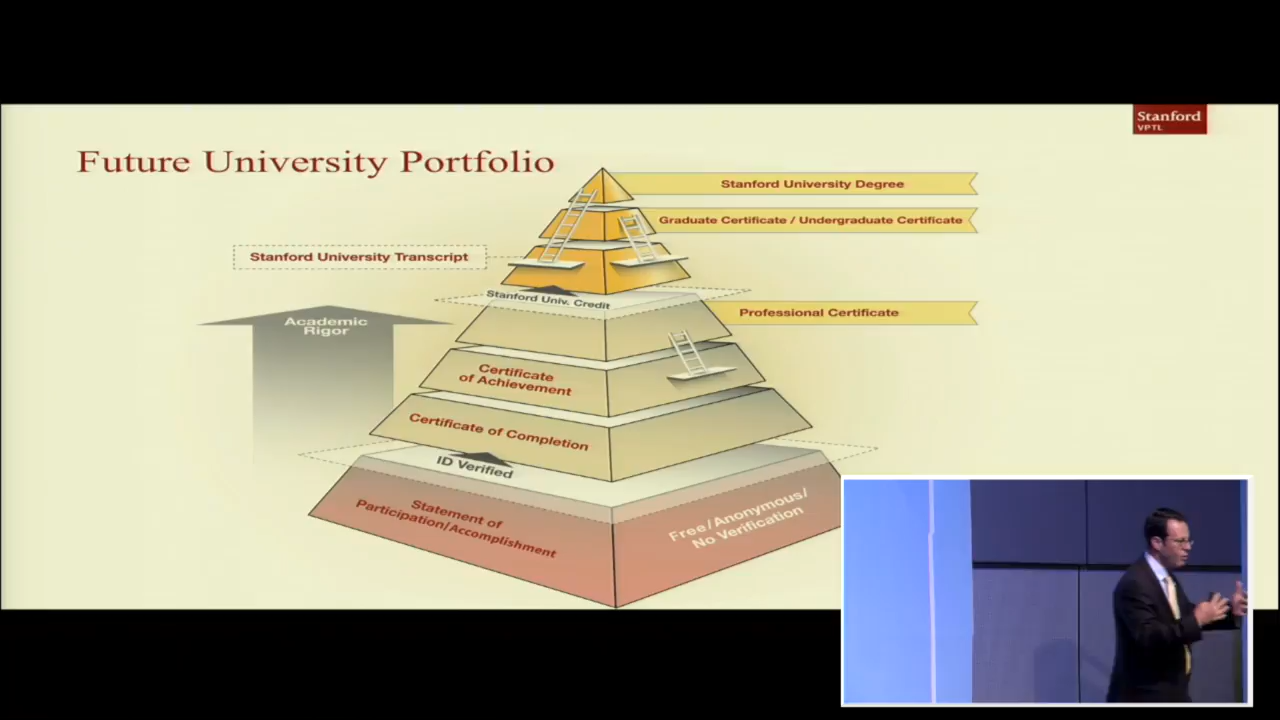 Stanford
VPTL
Future University Portfolio
Stanford University Degree
Graduate Certificate / Undergraduate Certificate
Stanford University Transcript
Stanford Univ. Credit
Professional Certificate
Academic
Rigor
Certificate
of Achievement
Certificate of Completion
ID Verified
Statement of
Participation/Accomplishment
Free/Anonymous/
No Verification